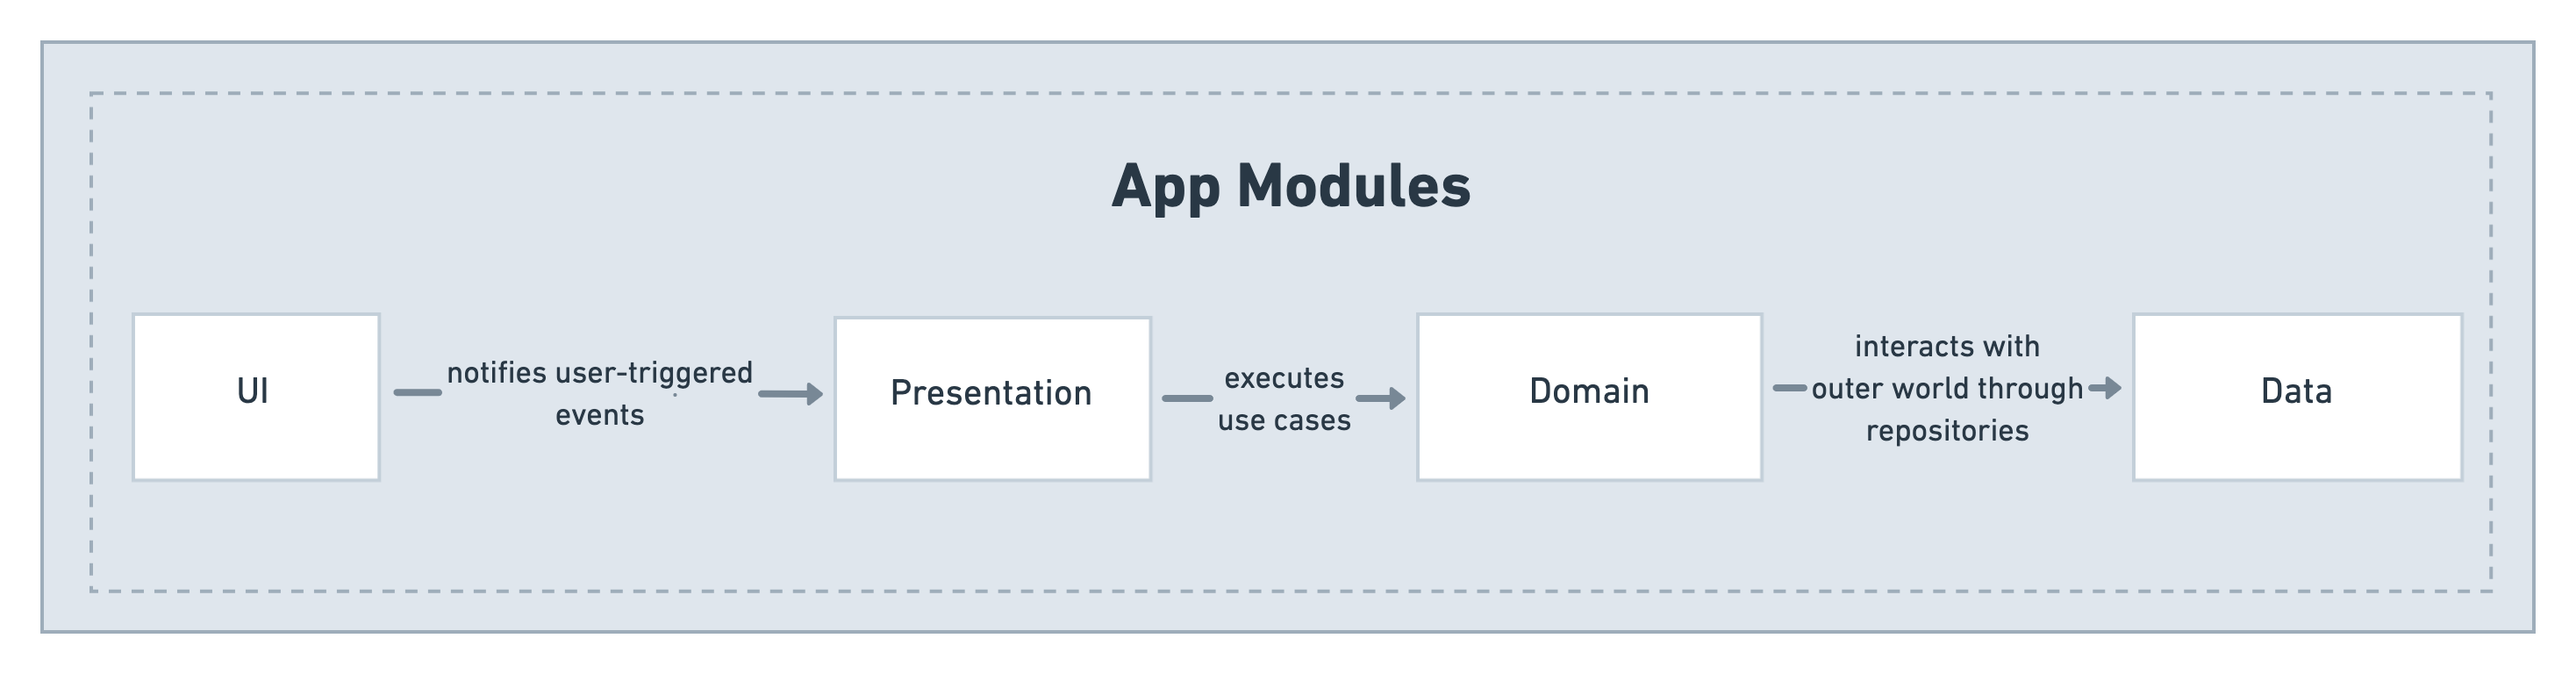 App Modules
UI
notifies user-triggered
events
Presentation
executes
use cases
Domain
interacts with
outer world through
repositories
Data